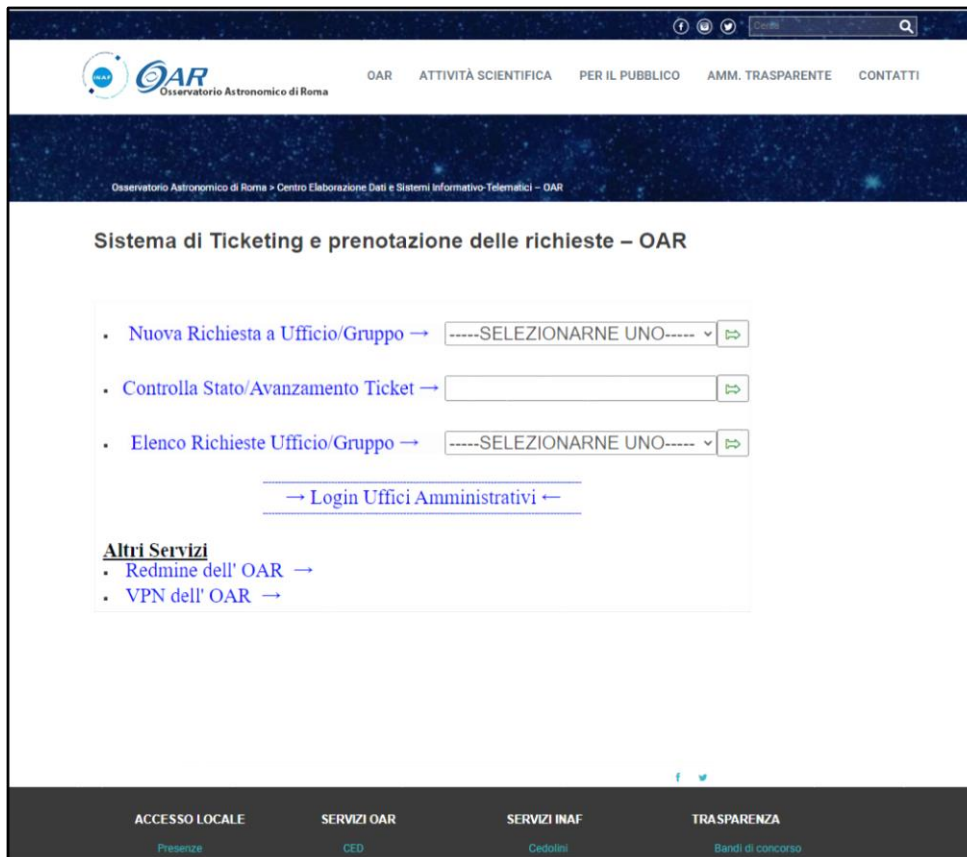 Cerca
INAF
OAR
Osservatorio Astronomico di Roma
OAR ATTIVITÀ SCIENTIFICA PER IL PUBBLICO AMM. TRASPARENTE CONTATTI
Osservatorio Astronomico di Roma > Centro Elaborazione Dati e Sistemi Informativo-Telematici – OAR
Sistema di Ticketing e prenotazione delle richieste – OAR
▪ Nuova Richiesta a Ufficio/Gruppo → -----SELEZIONARNE UNO-----
▪ Controlla Stato/Avanzamento Ticket →
▪ Elenco Richieste Ufficio/Gruppo → -----SELEZIONARNE UNO-----
→ Login Uffici Amministrativi ←
Altri Servizi
▪ Redmine dell' OAR →
▪ VPN dell' OAR →
ACCESSO LOCALE SERVIZI OAR SERVIZI INAF TRASPARENZA
Presenze CED Cedolini Bandi di concorso